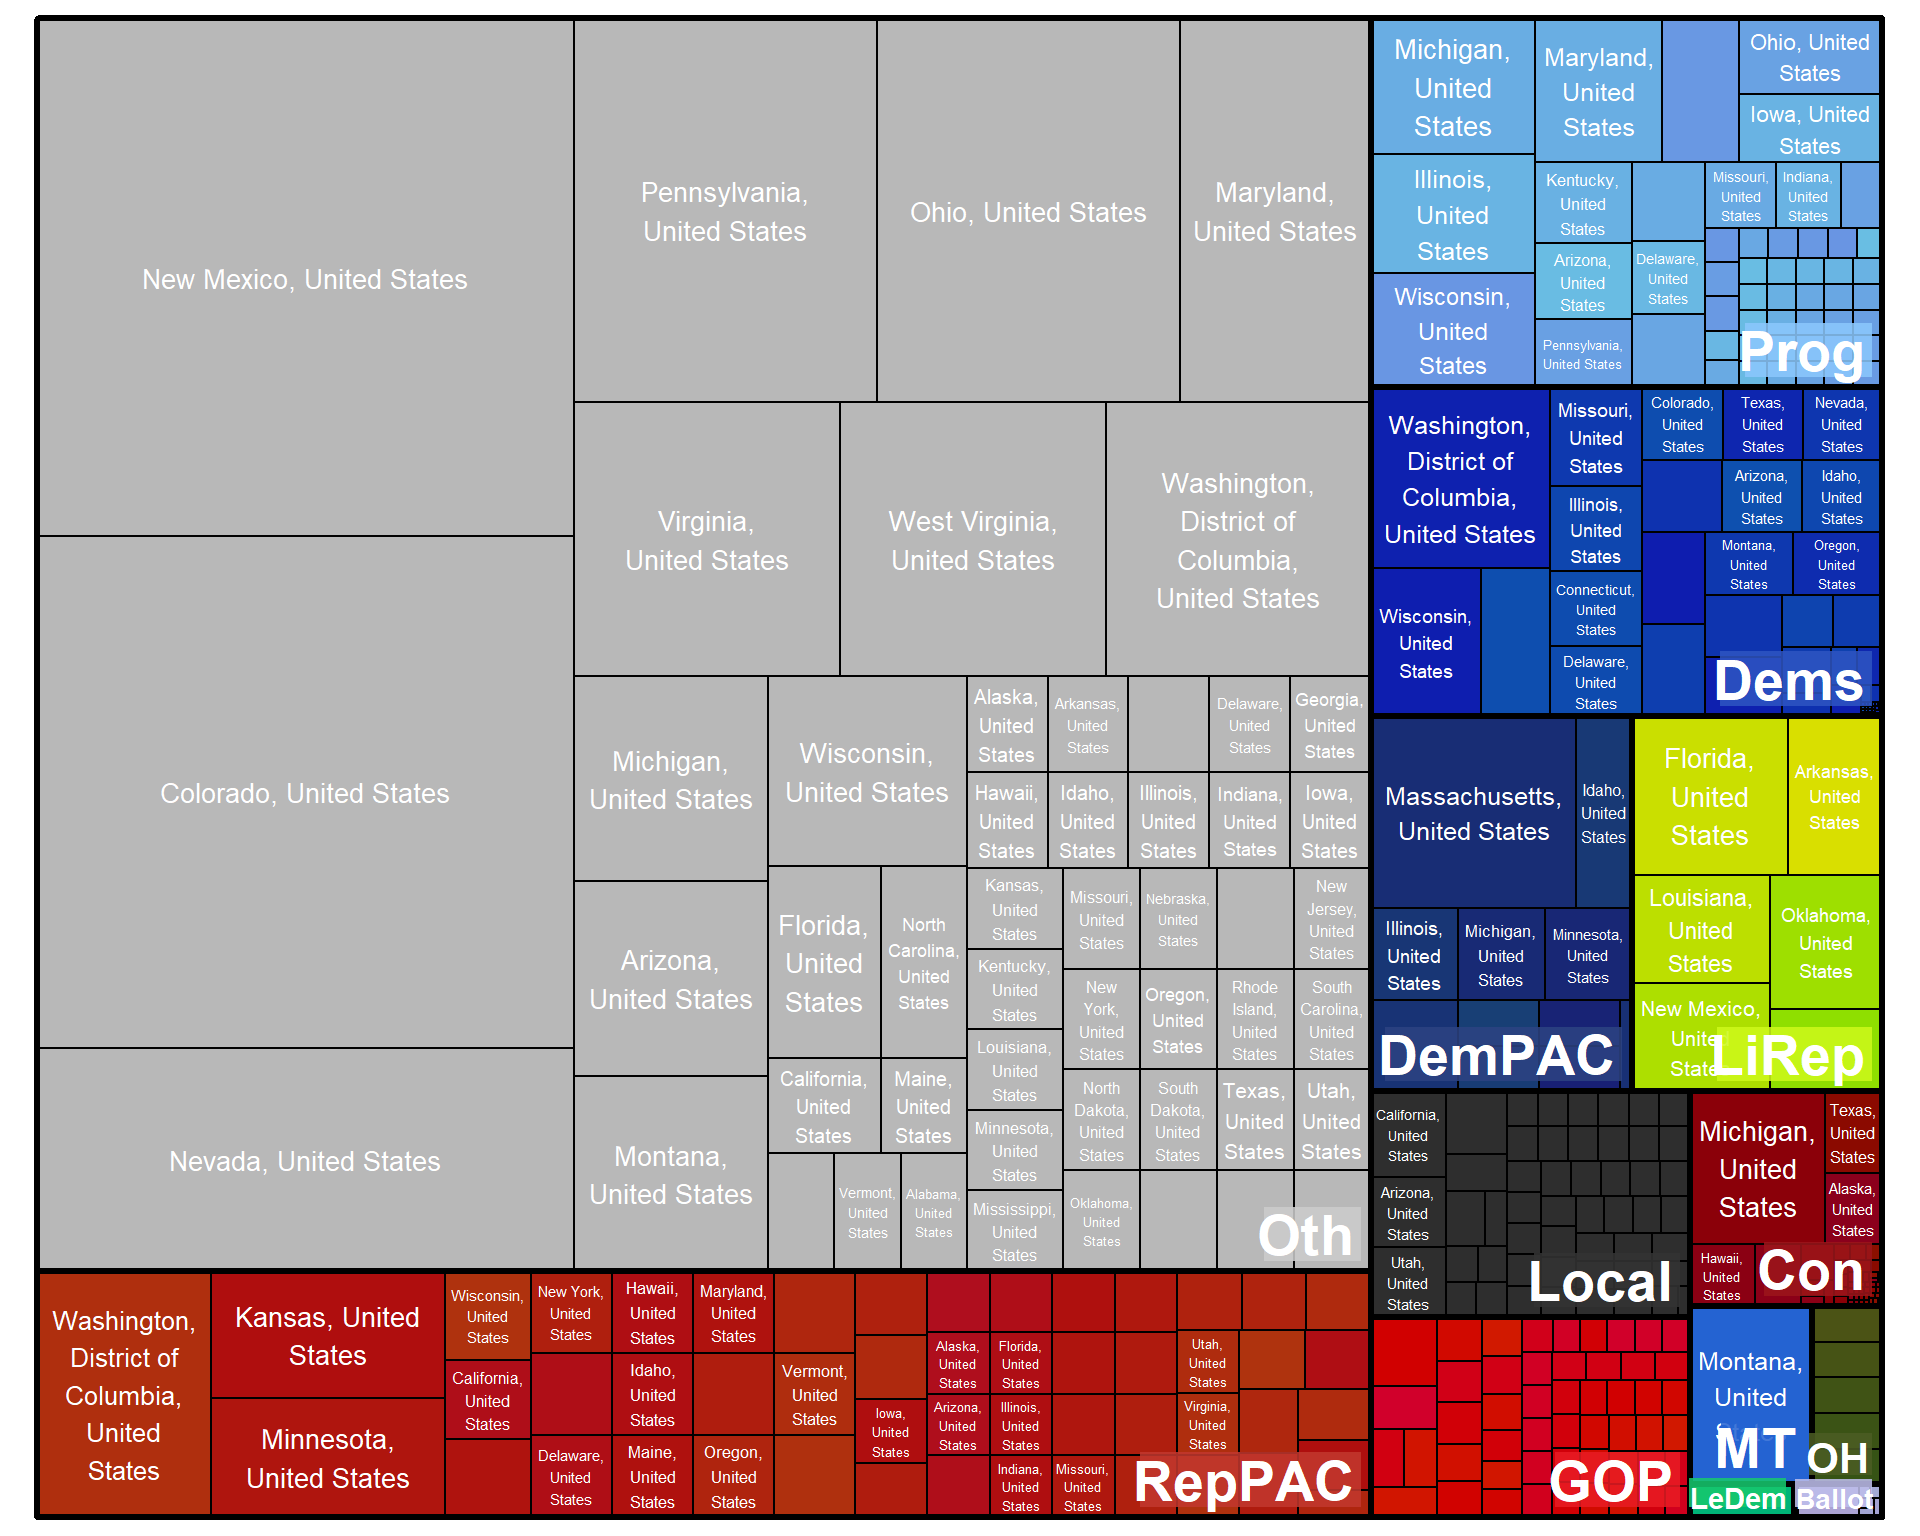 New Mexico, United States
Colorado, United States
Nevada, United States
Pennsylvania,
United States
Ohio, United States
Maryland,
United States
Virginia,
United States
West Virginia,
United States
Washington,
District of
Columbia,
United States
Michigan,
United States
Arizona,
United States
Montana,
United States
Wisconsin,
United States
Florida,
United
States
North
Carolina,
United
States
California,
United
States
Maine,
United
States
Vermont,
United
States
Alabama,
United
States
Alaska,
United
States
Arkansas,
United
States
Delaware,
United
States
Georgia,
United
States
Hawaii,
United
States
Idaho,
United
States
Illinois,
United
States
Indiana,
United
States
Iowa,
United
States
Kansas,
United
States
Kentucky,
United
States
Louisiana,
United
States
Minnesota,
United
States
Mississippi,
United
States
Missouri,
United
States
Nebraska,
United
States
New
Jersey,
United
States
New
York,
United
States
Oregon,
United
States
Rhode
Island,
United
States
South
Carolina,
United
States
North
Dakota,
United
States
South
Dakota,
United
States
Texas,
United
States
Utah,
United
States
Oklahoma,
United
States
Oth
Washington,
District of
Columbia,
United
States
Kansas, United
States
Minnesota,
United States
Wisconsin,
United
States
California,
United
States
New York,
United
States
Delaware,
United
States
Hawaii,
United
States
Idaho,
United
States
Maine,
United
States
Maryland,
United
States
Oregon,
United
States
Vermont,
United
States
Iowa,
United
States
Alaska,
United
States
Arizona,
United
States
Florida,
United
States
Illinois,
United
States
Indiana,
United
States
Missouri,
United
States
Utah,
United
States
Virginia,
United
States
RepPAC
Michigan,
United
States
Illinois,
United
States
Wisconsin,
United
States
Maryland,
United
States
Ohio, United
States
Iowa, United
States
Kentucky,
United
States
Arizona,
United
States
Pennsylvania,
United States
Delaware,
United
States
Missouri,
United
States
Indiana,
United
States
Prog
Washington,
District of
Columbia,
United States
Wisconsin,
United
States
Missouri,
United
States
Illinois,
United
States
Connecticut,
United
States
Delaware,
United
States
Colorado,
United
States
Texas,
United
States
Nevada,
United
States
Arizona,
United
States
Idaho,
United
States
Montana,
United
States
Oregon,
United
States
Dems
Massachusetts,
United States
Idaho,
United
States
Illinois,
United
States
Michigan,
United
States
Minnesota,
United
States
DemPAC
Florida,
United
States
Arkansas,
United
States
Louisiana,
United
States
Oklahoma,
United
States
New Mexico,
LiRep
California,
United
States
Arizona,
United
States
Utah,
United
States
Local
Michigan,
United
States
Texas,
United
States
Alaska,
United
States
Hawaii,
United
States
Con
GOP
Montana,
United
MT
OH
LeDem
Ballot